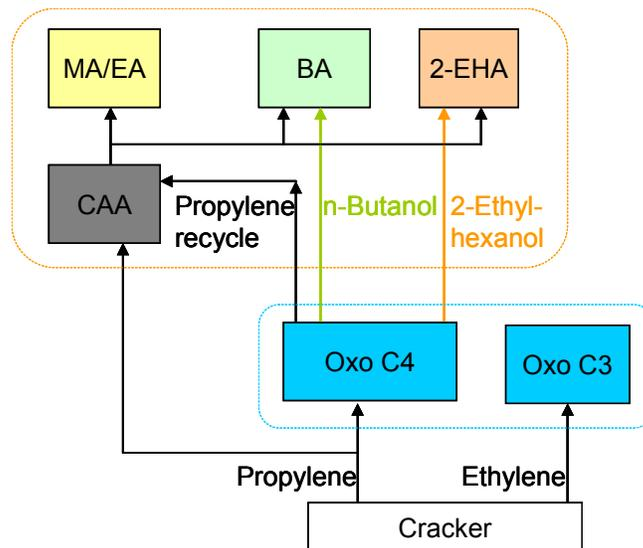 MA/EA
BA
2-EHA
CAA
Propylene
recycle
n-Butanol
2-Ethyl-
hexanol
Oxo C4
Oxo C3
Propylene
Ethylene
Cracker